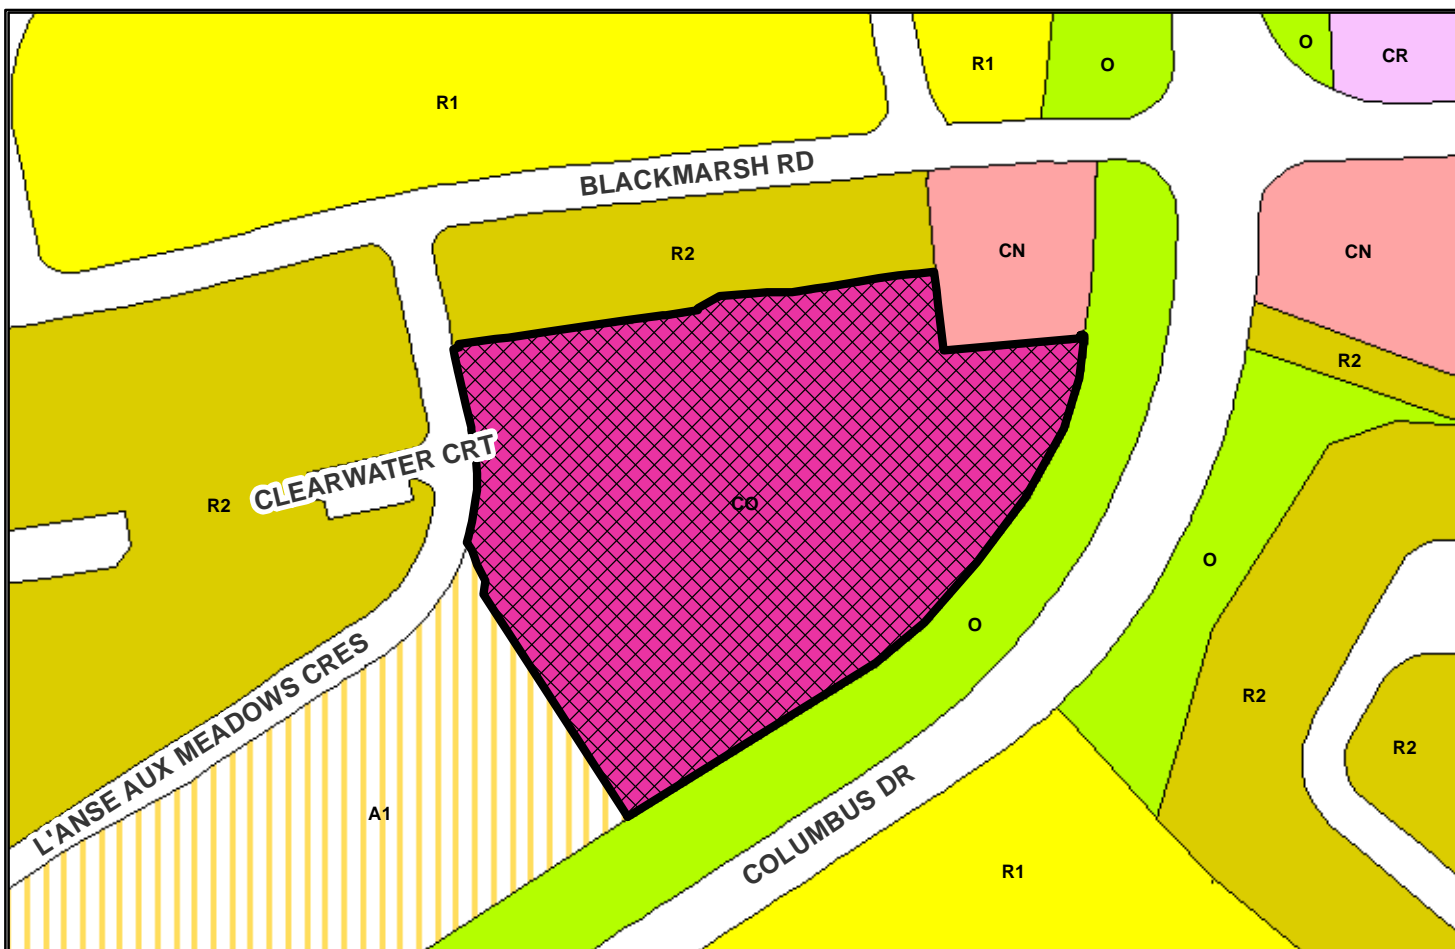 R1
R1
O
O
CR
BLACKMARSH RD
R2
CN
CN
R2
CLEARWATER CRT
R2
CO
O
O
L'ANSE AUX MEADOWS CRES
R2
R2
A1
COLUMBUS DR
R1